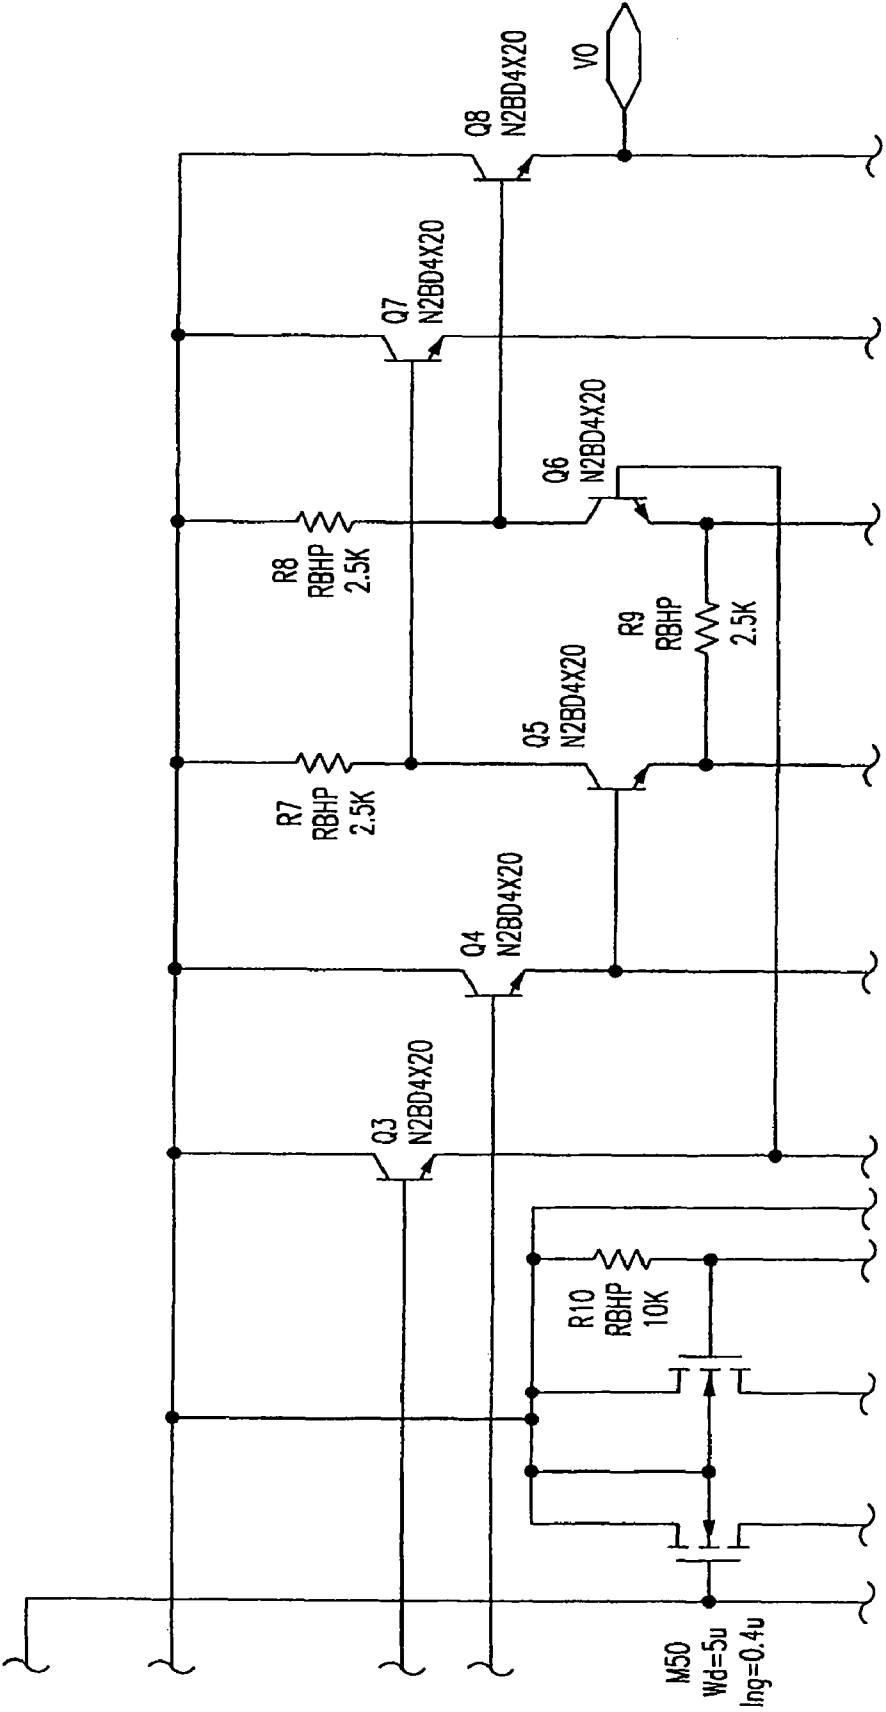 M50
Wd=5u
lng=0.4u
R10
RBHP
10K
Q3
N2BD4X20
Q4
N2BD4X20
R7
RBHP
2.5K
Q5
N2BD4X20
R9
RBHP
2.5K
R8
RBHP
2.5K
Q6
N2BD4X20
Q7
N2BD4X20
Q8
N2BD4X20
VO